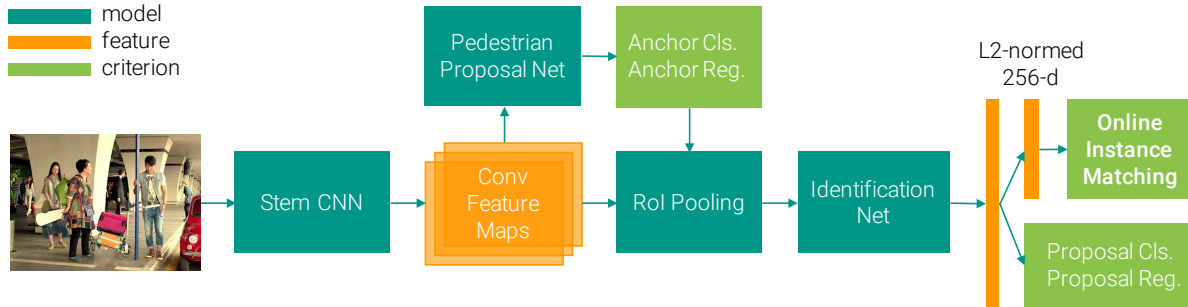 model
feature
criterion
Pedestrian
Proposal Net
Anchor Cls.
Anchor Reg.
L2-normed
256-d
Stem CNN
Conv
Feature
Maps
RoI Pooling
Identification
Net
Online
Instance
Matching
Proposal Cls.
Proposal Reg.